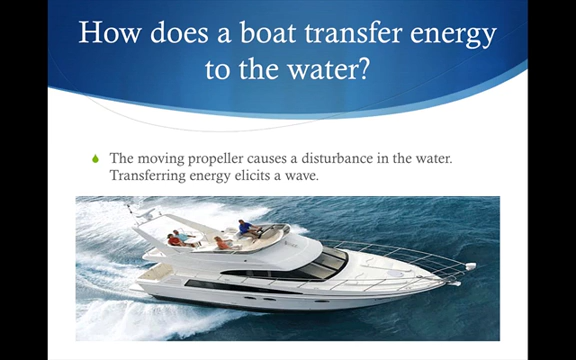 How does a boat transfer energy
to the water?
The moving propeller causes a disturbance in the water.
Transferring energy elicits a wave.